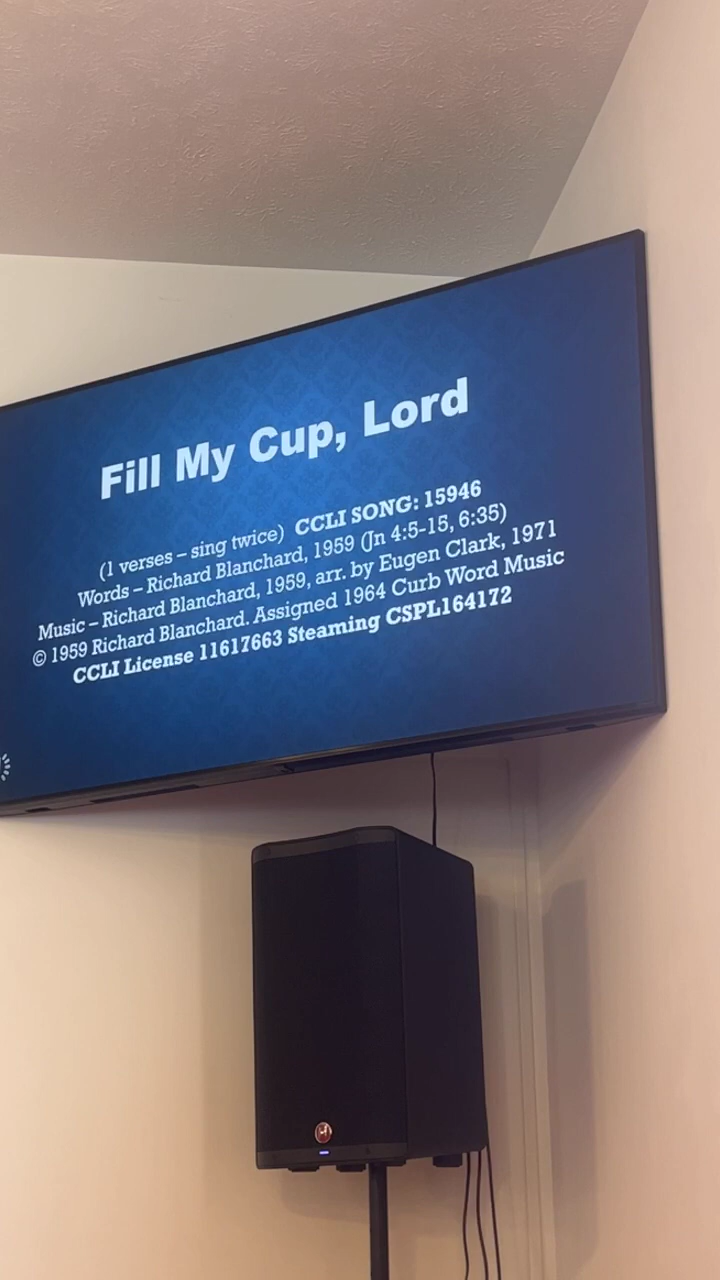 Fill My Cup, Lord
(1 verses – sing twice) CCLI SONG: 15946
Words – Richard Blanchard, 1959 (Jn 4:5-15, 6:35)
Music – Richard Blanchard, 1959, arr. by Eugen Clark, 1971
© 1959 Richard Blanchard. Assigned 1964 Curb Word Music
CCLI License 11617663 Steaming CSPL164172